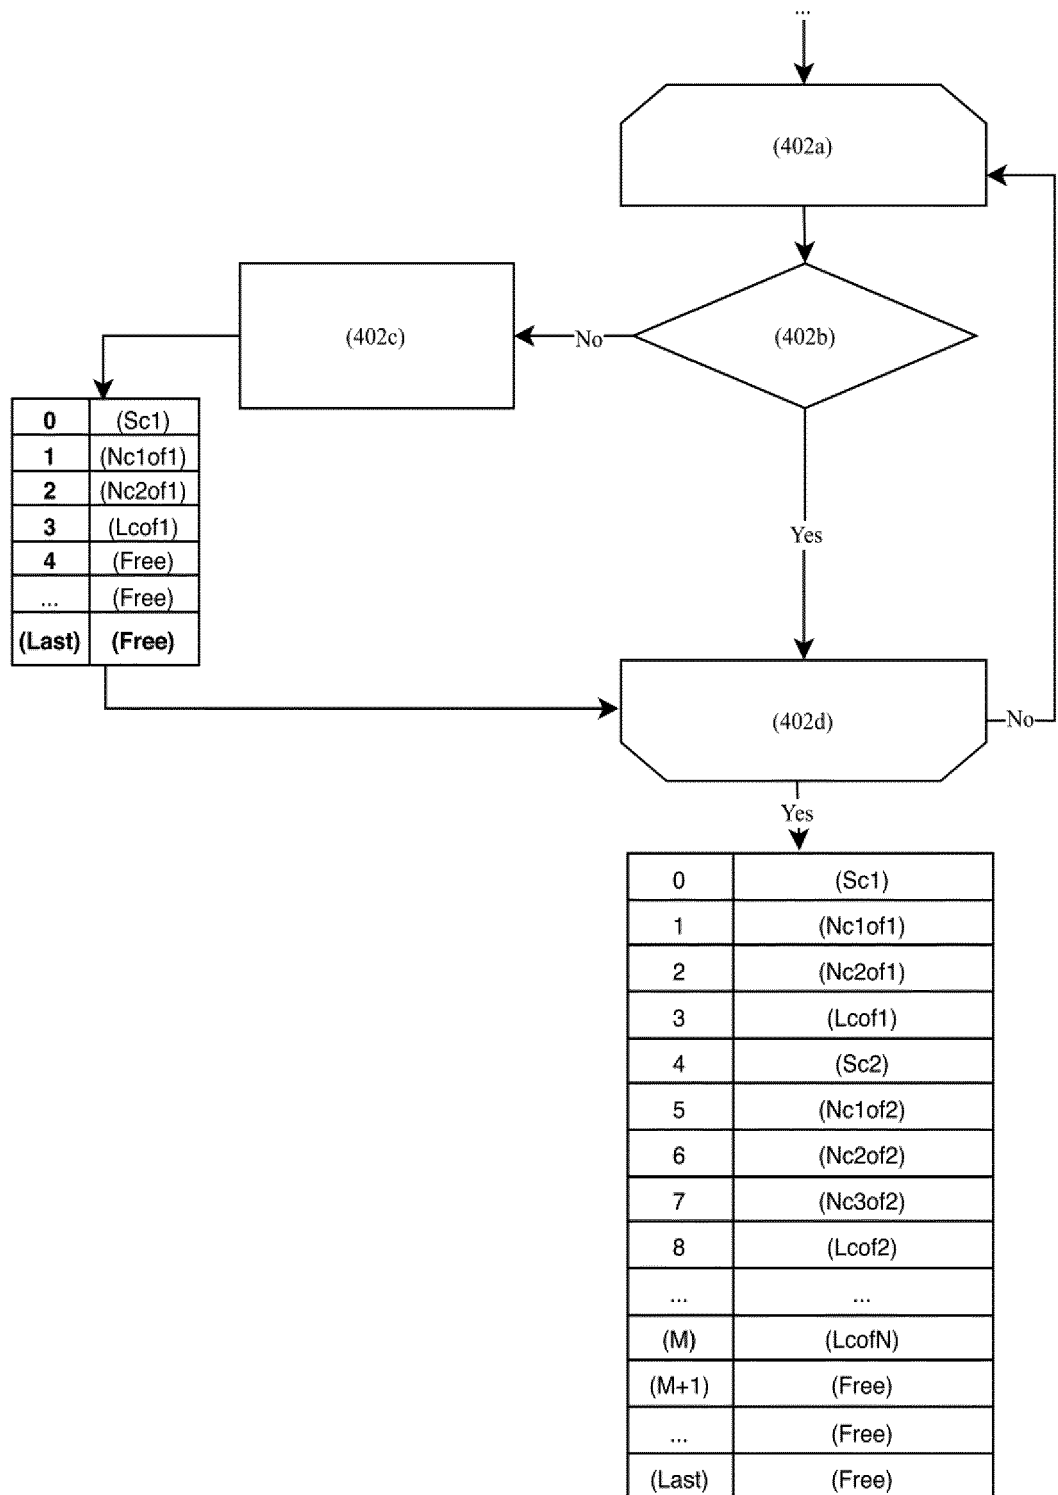 ...
(402a)
(402c)
No
(402b)
0 (Sc1)
1 (Nc1of1)
2 (Nc2of1)
3 (Lcof1)
4 (Free)
... (Free)
(Last) (Free)
Yes
(402d)
No
Yes
0 (Sc1)
1 (Nc1of1)
2 (Nc2of1)
3 (Lcof1)
4 (Sc2)
5 (Nc1of2)
6 (Nc2of2)
7 (Nc3of2)
8 (Lcof2)
... ...
(M) (LcofN)
(M+1) (Free)
... (Free)
(Last) (Free)